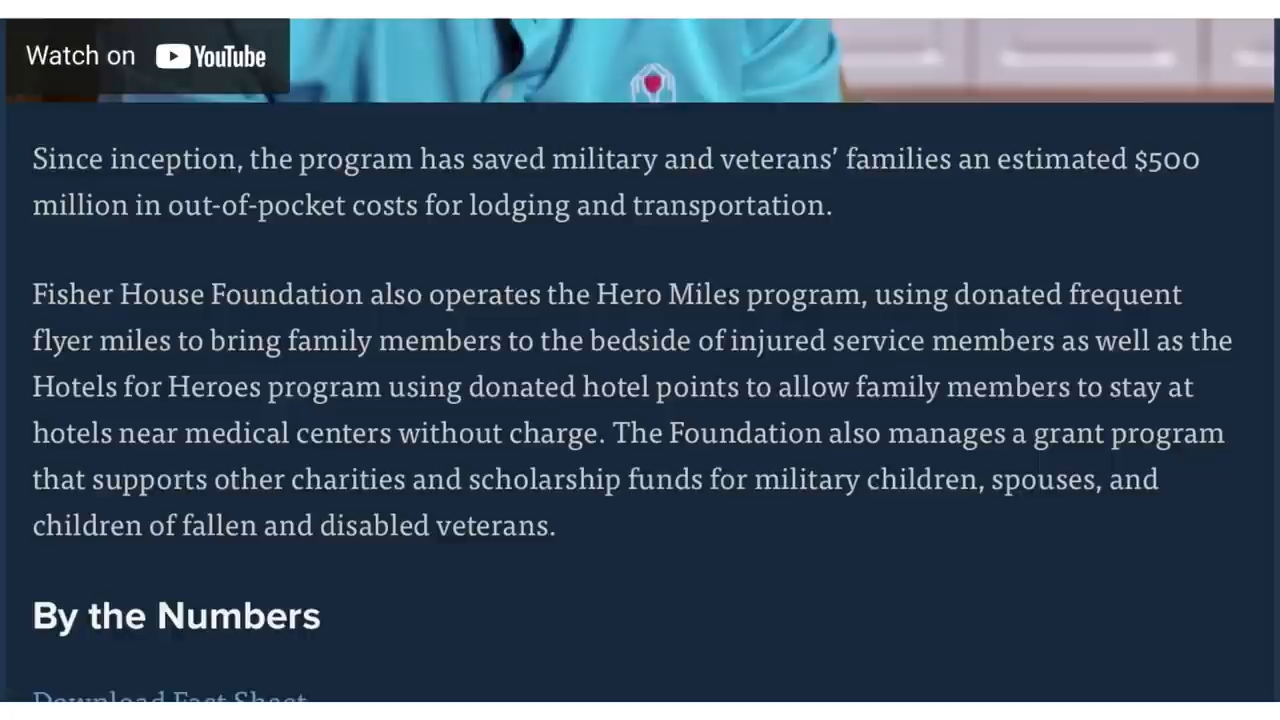 Watch on YouTube
Since inception, the program has saved military and veterans’ families an estimated $500
million in out-of-pocket costs for lodging and transportation.
Fisher House Foundation also operates the Hero Miles program, using donated frequent
flyer miles to bring family members to the bedside of injured service members as well as the
Hotels for Heroes program using donated hotel points to allow family members to stay at
hotels near medical centers without charge. The Foundation also manages a grant program
that supports other charities and scholarship funds for military children, spouses, and
children of fallen and disabled veterans.
By the Numbers
Download Fact Sheet